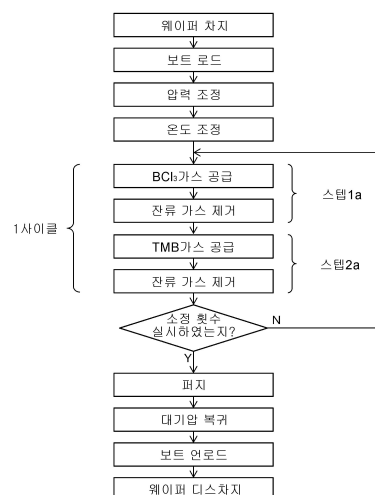 웨이퍼 차지
보트 로드
압력 조정
온도 조정
BCl₃가스 공급
잔류 가스 제거
스텝1a
1사이클
TMB가스 공급
잔류 가스 제거
스텝2a
소정 횟수
실시하였는지?
N
Y
퍼지
대기압 복귀
보트 언로드
웨이퍼 디스차지